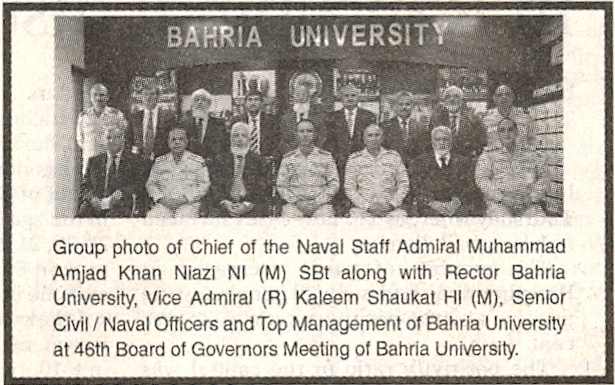 BAHRIA UNIVERSITY
Group photo of Chief of the Naval Staff Admiral Muhammad
Amjad Khan Niazi NI (M) SBt along with Rector Bahria
University, Vice Admiral (R) Kaleem Shaukat HI (M), Senior
Civil / Naval Officers and Top Management of Bahria University
at 46th Board of Governors Meeting of Bahria University.